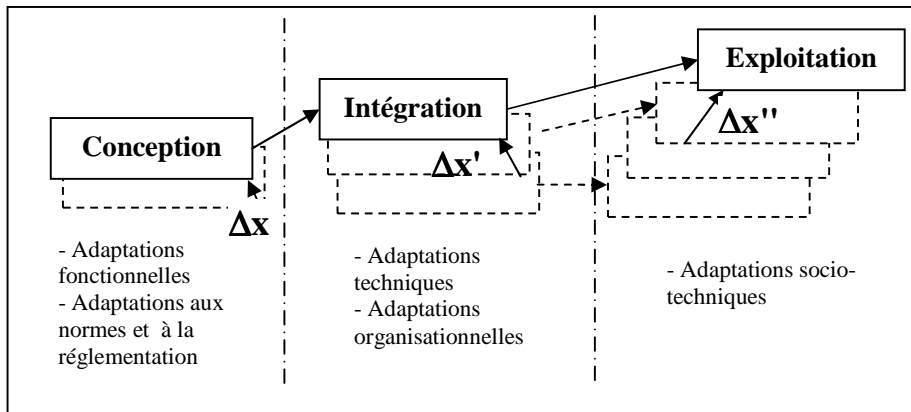 Conception
Δx
- Adaptations
fonctionnelles
- Adaptations aux
normes et à la
réglementation
Intégration
Δx'
- Adaptations
techniques
- Adaptations
organisationnelles
Exploitation
Δx''
- Adaptations socio-
techniques